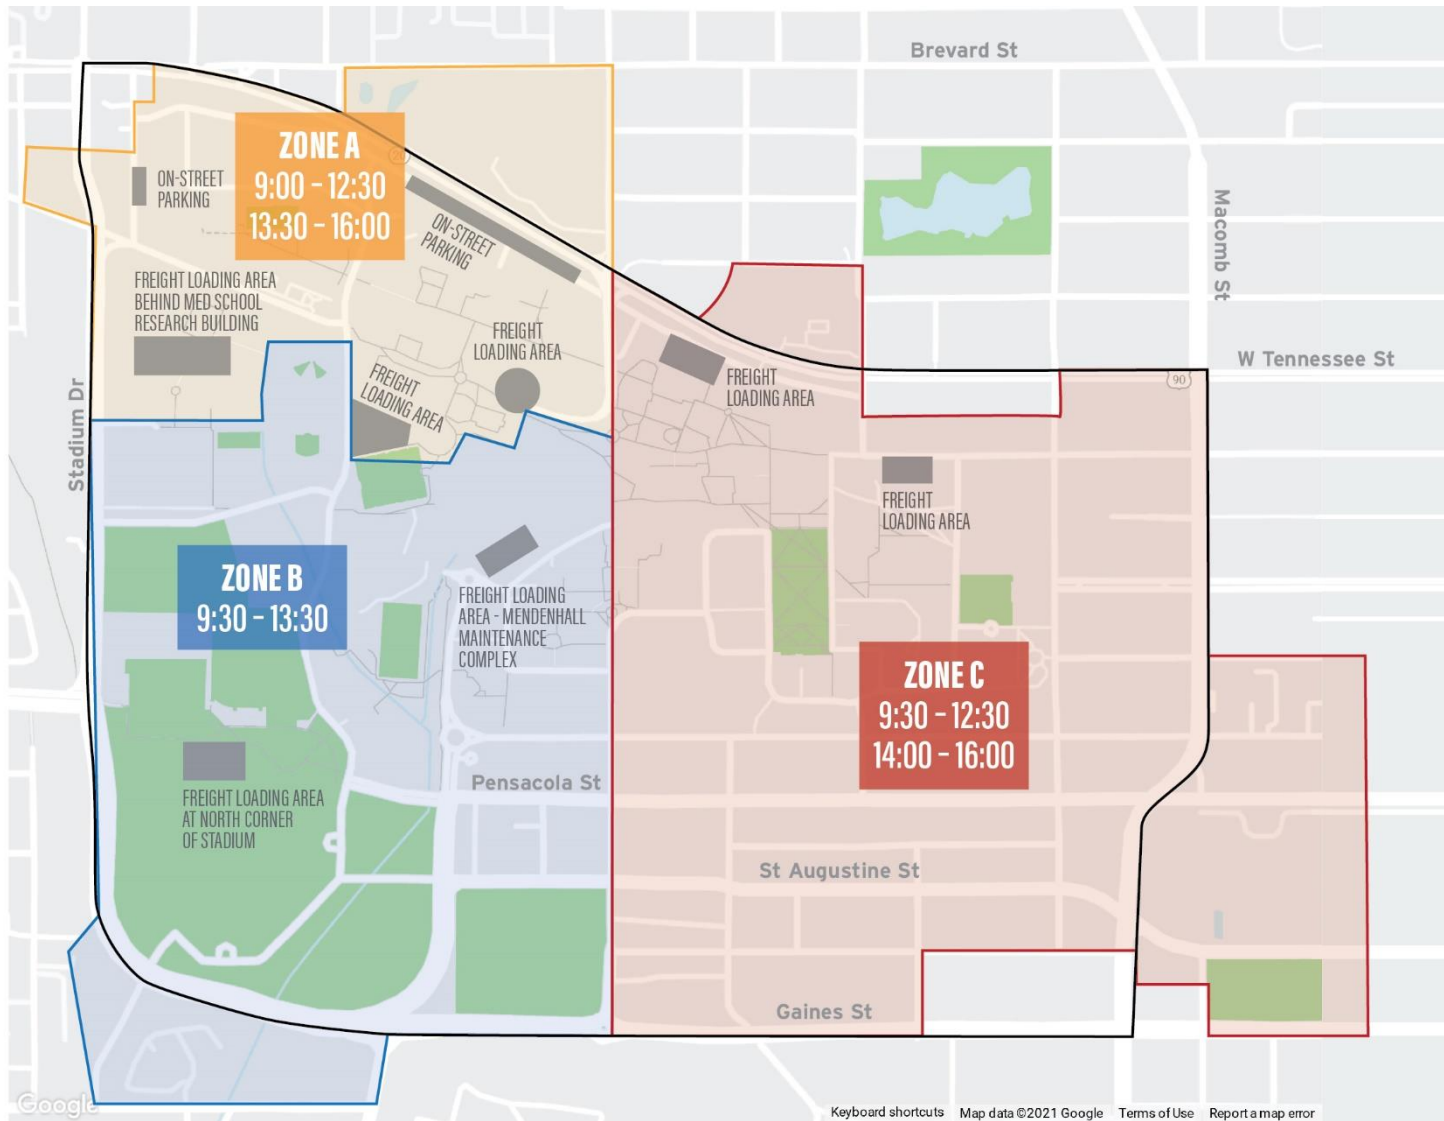 Brevard St
ZONE A
9:00 – 12:30
13:30 – 16:00
20
ON-STREET
PARKING
ON-STREET
PARKING
Macomb St
FREIGHT LOADING AREA
BEHIND MED SCHOOL
RESEARCH BUILDING
FREIGHT
LOADING AREA
FREIGHT
LOADING AREA
FREIGHT
LOADING AREA
W Tennessee St
90
Stadium Dr
FREIGHT
LOADING AREA
ZONE B
9:30 – 13:30
FREIGHT LOADING
AREA - MENDENHALL
MAINTENANCE
COMPLEX
ZONE C
9:30 – 12:30
14:00 – 16:00
Pensacola St
FREIGHT LOADING AREA
AT NORTH CORNER
OF STADIUM
St Augustine St
Gaines St
Google
Keyboard shortcuts Map data ©2021 Google Terms of Use Report a map error